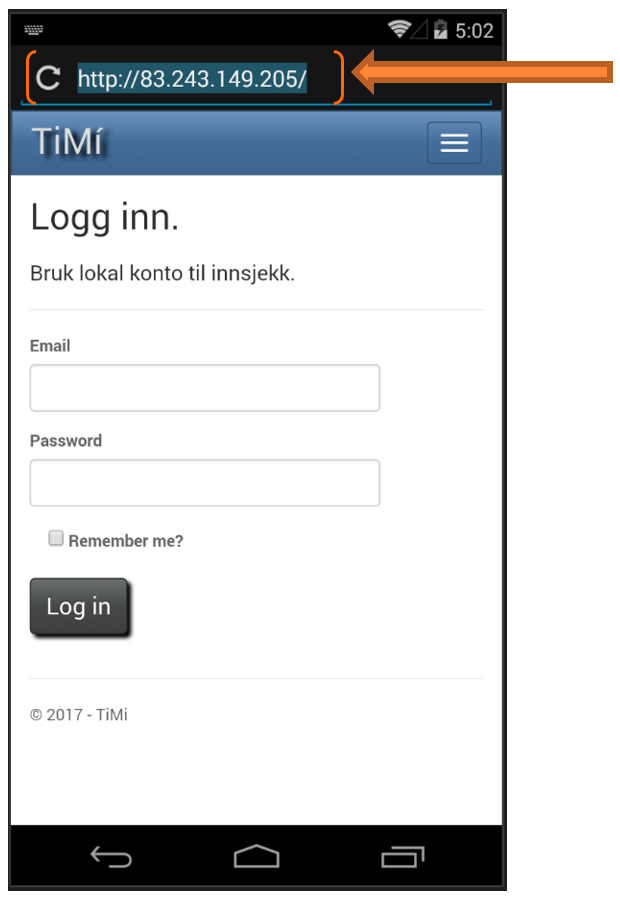 5:02
http://83.243.149.205/
TiMí
Logg inn.
Bruk lokal konto til innsjekk.
Email
Password
Remember me?
Log in
© 2017 - TiMi